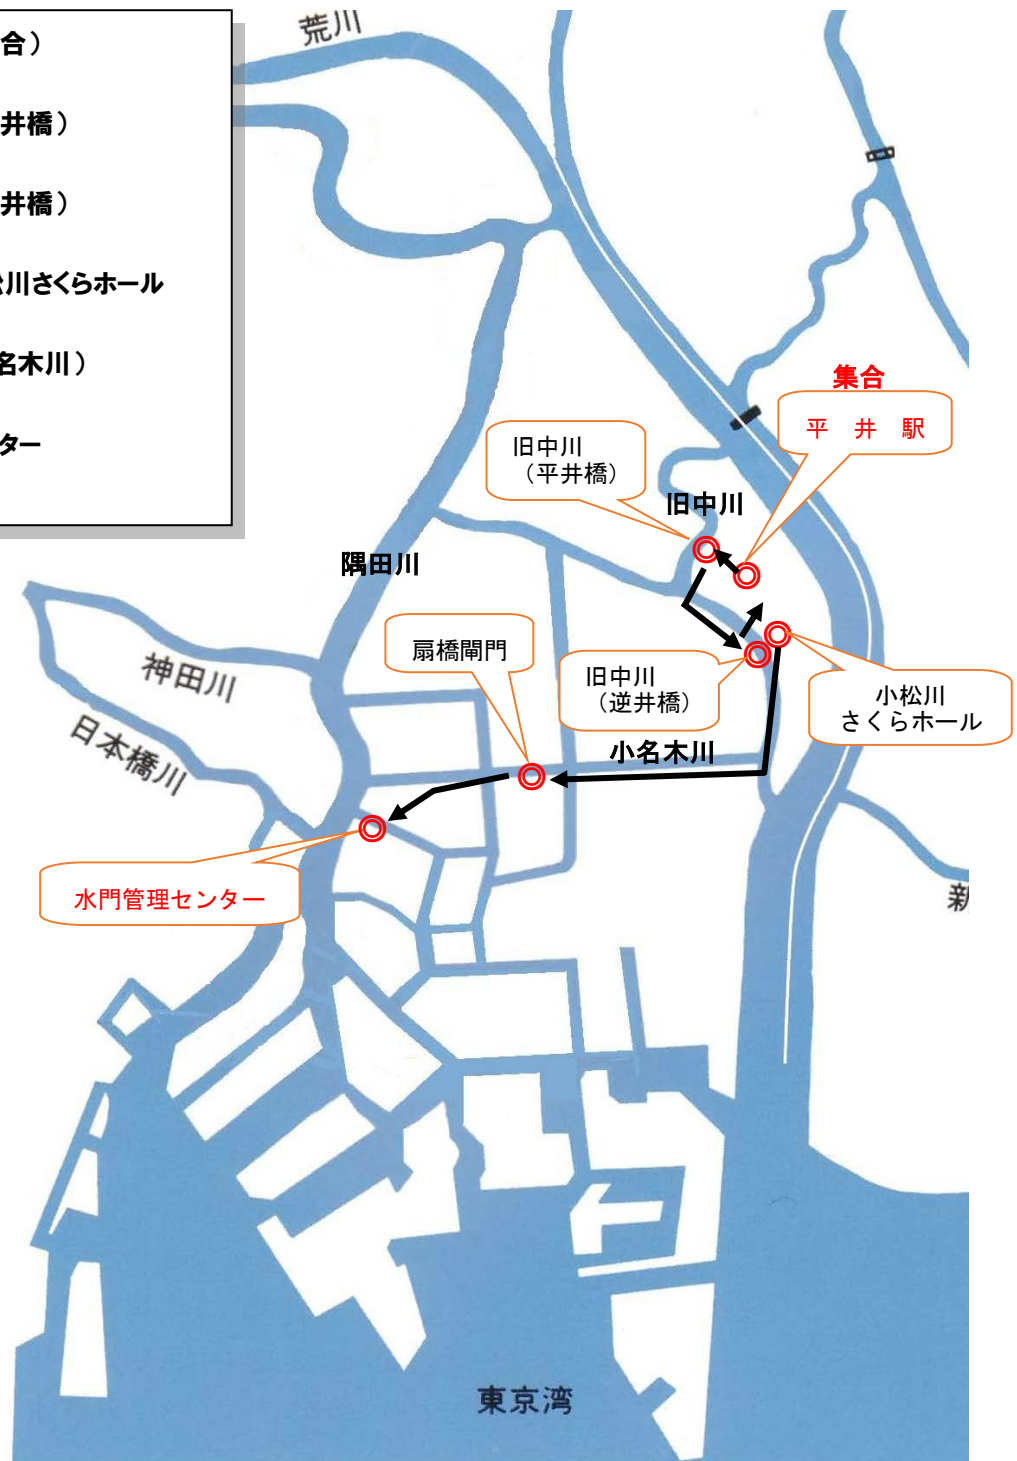 合）
井橋）
井橋）
川さくらホール
名木川）
ター
荒川
集合
平 井 駅
旧中川
（平井橋）
旧中川
隅田川
扇橋閘門
神田川
旧中川
（逆井橋）
小松川
さくらホール
日本橋川
小名木川
水門管理センター
新
東京湾